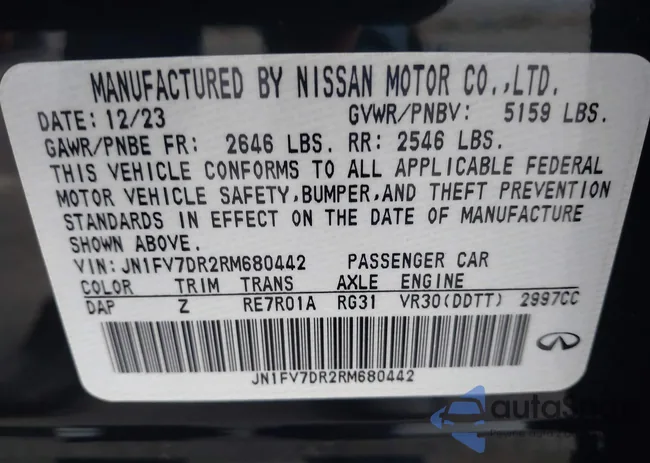 MANUFACTURED BY NISSAN MOTOR CO.,LTD.
DATE: 12/23 GVWR/PNBV: 5159 LBS.
GAWR/PNBE FR: 2646 LBS. RR: 2546 LBS.
THIS VEHICLE CONFORMS TO ALL APPLICABLE FEDERAL
MOTOR VEHICLE SAFETY,BUMPER,AND THEFT PREVENTION
STANDARDS IN EFFECT ON THE DATE OF MANUFACTURE
SHOWN ABOVE.
VIN: JN1FV7DR2RM680442 PASSENGER CAR
COLOR TRIM TRANS AXLE ENGINE
DAP Z RE7R01A RG31 VR30(DDTT) 2997CC
JN1FV7DR2RM680442